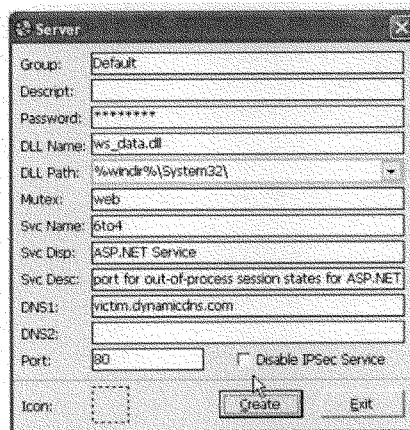 Server
Group: Default
Descript:
Password: ********
DLL Name: ws_data.dll
DLL Path: %windir%\System32\
Mutex: web
Svc Name: 6to4
Svc Disp: ASP.NET Service
Svc Desc: port for out-of-process session states for ASP.NET
DNS1: victim.dynamicdns.com
DNS2:
Port: 80 Disable IPSec Service
Icon: Create Exit